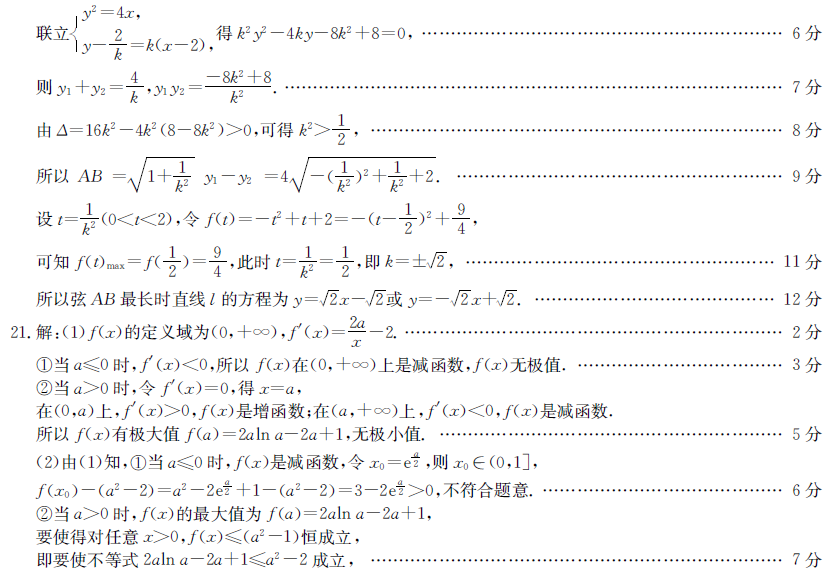 联立{y²=4x, y-2/k=k(x-2), 得 k²y²-4ky-8k²+8=0, …… 6分
则 y₁+y₂=4/k, y₁y₂=(-8k²+8)/k². …… 7分
由 Δ=16k²-4k²(8-8k²)>0,可得 k²>1/2, …… 8分
所以 AB =√(1+1/k²) y₁-y₂ =4√(-(1/k²)²+1/k²+2). …… 9分
设 t=1/k²(0<t<2),令 f(t)=-t²+t+2=-(t-1/2)²+9/4,
可知 f(t)max=f(1/2)=9/4,此时 t=1/k²=1/2,即 k=±√2, …… 11分
所以弦AB最长时直线 l 的方程为 y=√2x-√2或 y=-√2x+√2. …… 12分
21. 解:(1) f(x)的定义域为(0,+∞), f′(x)=2a/x-2. …… 2分
①当 a≤0 时, f′(x)<0,所以 f(x)在(0,+∞)上是减函数, f(x)无极值. …… 3分
②当 a>0 时,令 f′(x)=0,得 x=a,
在(0,a)上, f′(x)>0, f(x)是增函数;在(a,+∞)上, f′(x)<0, f(x)是减函数.
所以 f(x)有极大值 f(a)=2aln a-2a+1,无极小值. …… 5分
(2)由(1)知,①当 a≤0 时, f(x)是减函数,令 x₀=e^(a/2),则 x₀∈(0,1],
f(x₀)-(a²-2)=a²-2e^(a/2)+1-(a²-2)=3-2e^(a/2)>0,不符合题意. …… 6分
②当 a>0 时, f(x)的最大值为 f(a)=2aln a-2a+1,
要使得对任意 x>0, f(x)≤(a²-1)恒成立,
即要使不等式 2aln a-2a+1≤a²-2 成立, …… 7分